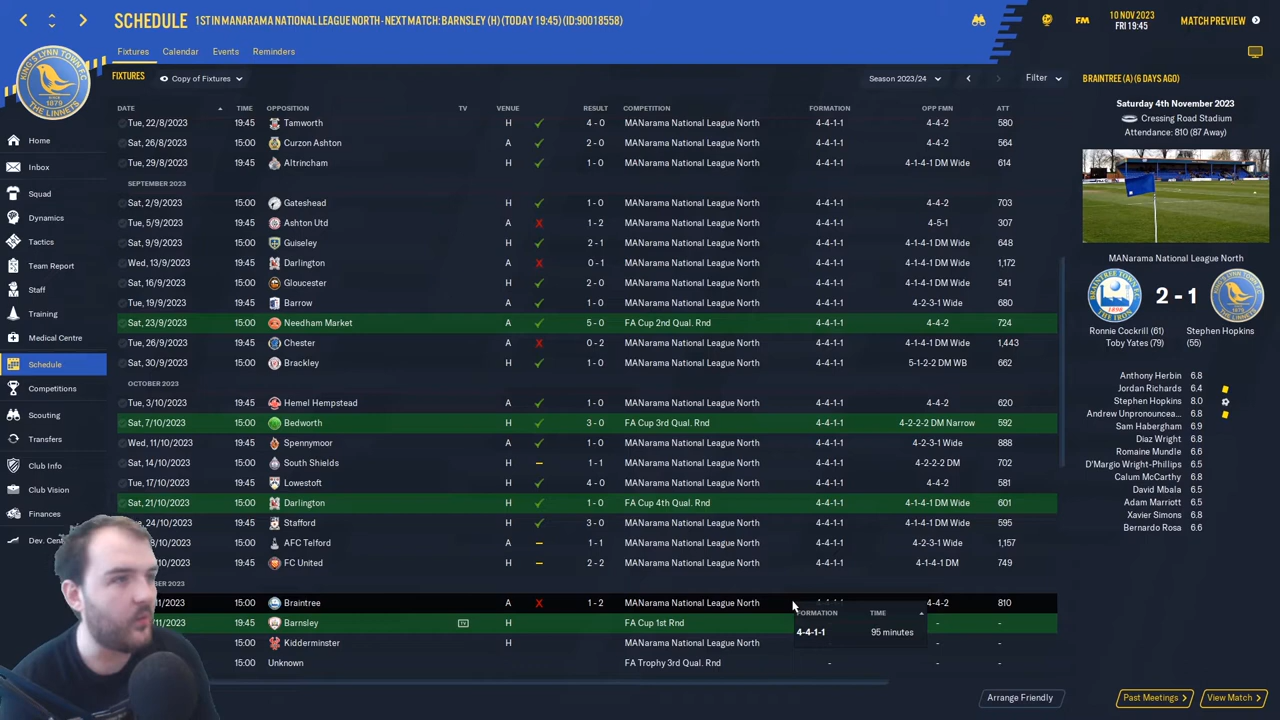 SCHEDULE 1ST IN MANARAMA NATIONAL LEAGUE NORTH - NEXT MATCH: BARNSLEY (H) (TODAY 19:45) (ID:90018558)
FM 10 NOV 2023 FRI 19:45 MATCH PREVIEW
Fixtures Calendar Events Reminders
FIXTURES Copy of Fixtures Season 2023/24 Filter
DATE TIME OPPOSITION TV VENUE RESULT COMPETITION FORMATION OPP FMN ATT
Tue, 22/8/2023 19:45 Tamworth H 4 - 0 MANarama National League North 4-4-1-1 4-4-2 580
Sat, 26/8/2023 15:00 Curzon Ashton A 2 - 0 MANarama National League North 4-4-1-1 4-4-2 564
Tue, 29/8/2023 19:45 Altrincham H 1 - 0 MANarama National League North 4-4-1-1 4-1-4-1 DM Wide 614
SEPTEMBER 2023
Sat, 2/9/2023 15:00 Gateshead H 1 - 0 MANarama National League North 4-4-1-1 4-4-2 703
Tue, 5/9/2023 19:45 Ashton Utd A 1 - 2 MANarama National League North 4-4-1-1 4-5-1 307
Sat, 9/9/2023 15:00 Guiseley H 2 - 1 MANarama National League North 4-4-1-1 4-1-4-1 DM Wide 648
Wed, 13/9/2023 19:45 Darlington A 0 - 1 MANarama National League North 4-4-1-1 4-1-4-1 DM Wide 1,172
Sat, 16/9/2023 15:00 Gloucester H 2 - 0 MANarama National League North 4-4-1-1 4-1-4-1 DM Wide 541
Tue, 19/9/2023 19:45 Barrow A 1 - 0 MANarama National League North 4-4-1-1 4-2-3-1 Wide 680
Sat, 23/9/2023 15:00 Needham Market A 5 - 0 FA Cup 2nd Qual. Rnd 4-4-1-1 4-4-2 724
Tue, 26/9/2023 19:45 Chester A 0 - 2 MANarama National League North 4-4-1-1 4-1-4-1 DM Wide 1,443
Sat, 30/9/2023 15:00 Brackley H 1 - 0 MANarama National League North 4-4-1-1 5-1-2-2 DM WB 662
OCTOBER 2023
Tue, 3/10/2023 19:45 Hemel Hempstead H 1 - 0 MANarama National League North 4-4-1-1 4-4-2 620
Sat, 7/10/2023 15:00 Bedworth H 3 - 0 FA Cup 3rd Qual. Rnd 4-4-1-1 4-2-2-2 DM Narrow 592
Wed, 11/10/2023 19:45 Spennymoor A 1 - 0 MANarama National League North 4-4-1-1 4-2-3-1 Wide 888
Sat, 14/10/2023 15:00 South Shields H 1 - 1 MANarama National League North 4-4-1-1 4-2-2-2 DM 702
Tue, 17/10/2023 19:45 Lowestoft H 4 - 0 MANarama National League North 4-4-1-1 4-4-2 581
Sat, 21/10/2023 15:00 Darlington H 1 - 0 FA Cup 4th Qual. Rnd 4-4-1-1 4-1-4-1 DM Wide 601
24/10/2023 19:45 Stafford H 3 - 0 MANarama National League North 4-4-1-1 4-1-4-1 DM Wide 595
8/10/2023 15:00 AFC Telford A 1 - 1 MANarama National League North 4-4-1-1 4-2-3-1 Wide 1,157
/10/2023 19:45 FC United H 2 - 2 MANarama National League North 4-4-1-1 4-1-4-1 DM 749
BER 2023
11/2023 15:00 Braintree A 1 - 2 MANarama National League North 4-4-2 810
/11/2023 19:45 Barnsley TV H FA Cup 1st Rnd - -
19:45 Kidderminster H MANarama National League North - -
15:00 Unknown FA Trophy 3rd Qual. Rnd - - -
FORMATION TIME
4-4-1-1 95 minutes
Arrange Friendly Past Meetings View Match
KING'S LYNN TOWN F.C.
THE LINNETS
1879
Home
Inbox
Squad
Dynamics
Tactics
Team Report
Staff
Training
Medical Centre
Schedule
Competitions
Scouting
Transfers
Club Info
Club Vision
Finances
Dev. Cen
BRAINTREE (A) (6 DAYS AGO)
Saturday 4th November 2023
Cressing Road Stadium
Attendance: 810 (87 Away)
MANarama National League North
2 - 1
Ronnie Cockrill (61) Stephen Hopkins
Toby Yates (79) (55)
Anthony Herbin 6.8
Jordan Richards 6.4
Stephen Hopkins 8.0
Andrew Unpronouncea... 6.8
Sam Habergham 6.9
Diaz Wright 6.8
Romaine Mundle 6.6
D'Margio Wright-Phillips 6.5
Calum McCarthy 6.8
David Mbala 6.5
Adam Marriott 6.5
Xavier Simons 6.8
Bernardo Rosa 6.6